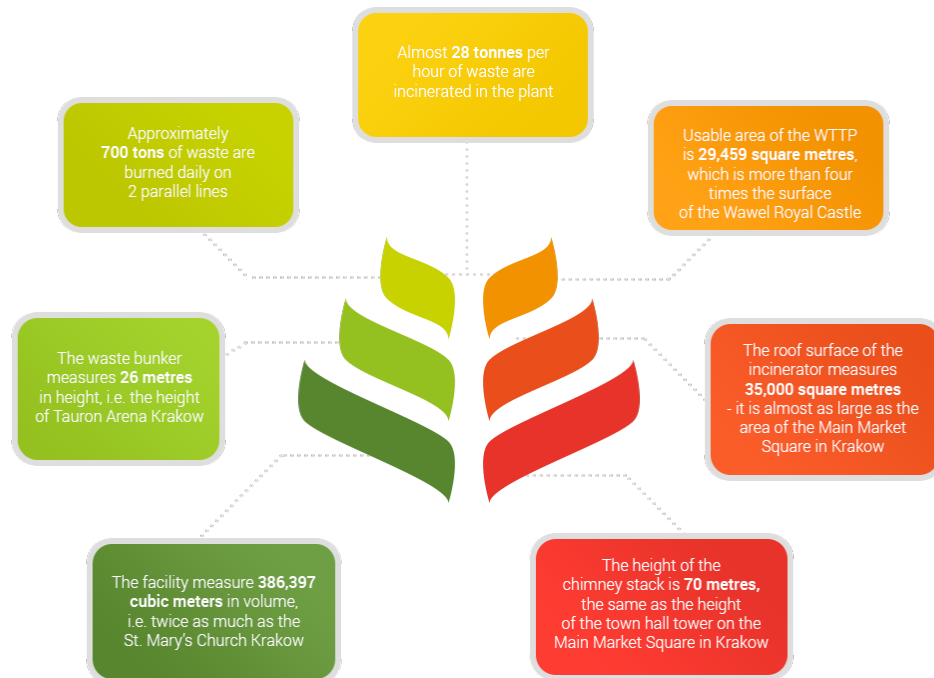 Almost 28 tonnes per
hour of waste are
incinerated in the plant
Approximately
700 tons of waste are
burned daily on
2 parallel lines
Usable area of the WTTP
is 29,459 square metres,
which is more than four
times the surface
of the Wawel Royal Castle
The waste bunker
measures 26 metres
in height, i.e. the height
of Tauron Arena Krakow
The roof surface of the
incinerator measures
35,000 square metres
- it is almost as large as the
area of the Main Market
Square in Krakow
The facility measure 386,397
cubic meters in volume,
i.e. twice as much as the
St. Mary's Church Krakow
The height of the
chimney stack is 70 metres,
the same as the height
of the town hall tower on the
Main Market Square in Krakow